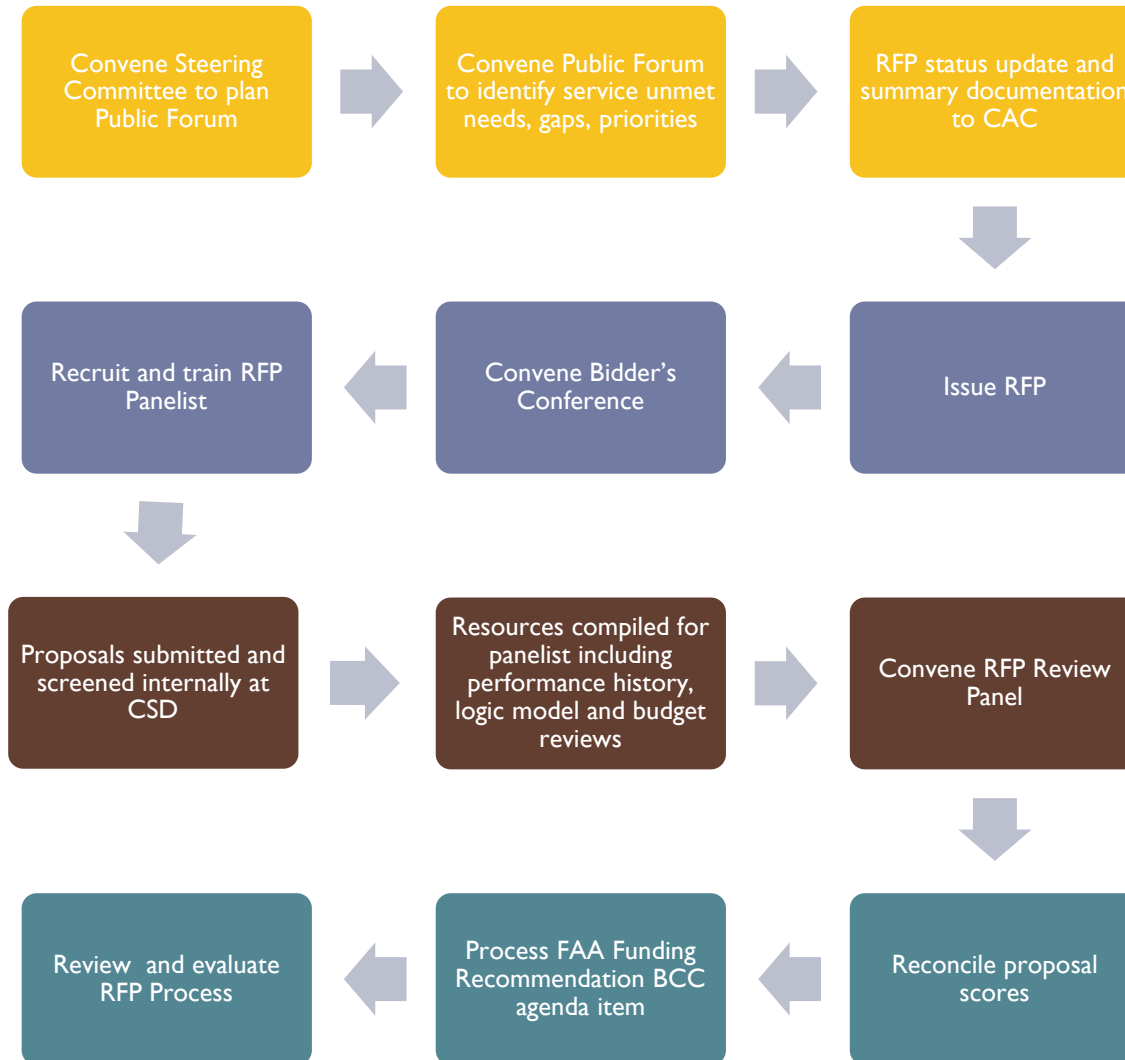 Convene Steering
Committee to plan
Public Forum
Convene Public Forum
to identify service unmet
needs, gaps, priorities
RFP status update and
summary documentation
to CAC
Issue RFP
Convene Bidder’s
Conference
Recruit and train RFP
Panelist
Proposals submitted and
screened internally at
CSD
Resources compiled for
panelist including
performance history,
logic model and budget
reviews
Convene RFP Review
Panel
Reconcile proposal
scores
Process FAA Funding
Recommendation BCC
agenda item
Review and evaluate
RFP Process